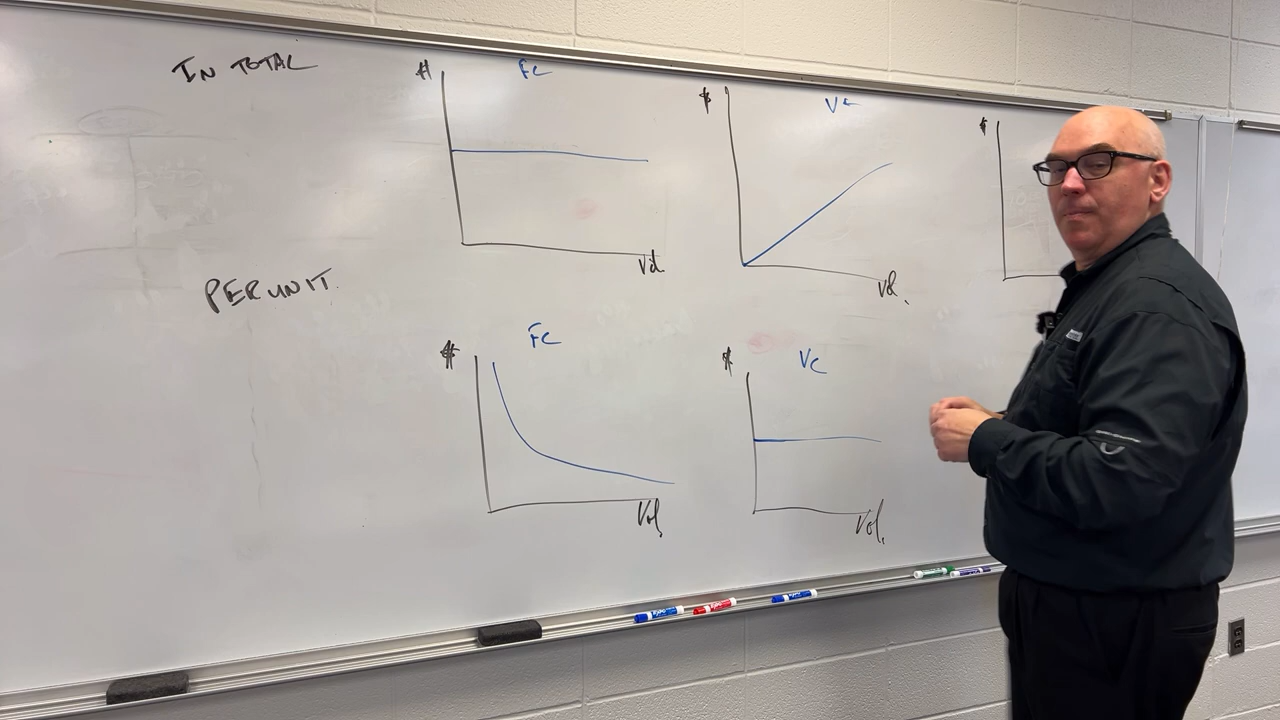 IN TOTAL
$ FC
$ VC
$
Vol
Vol.
PER UNIT.
$ FC
$ VC
Vol.
Vol.